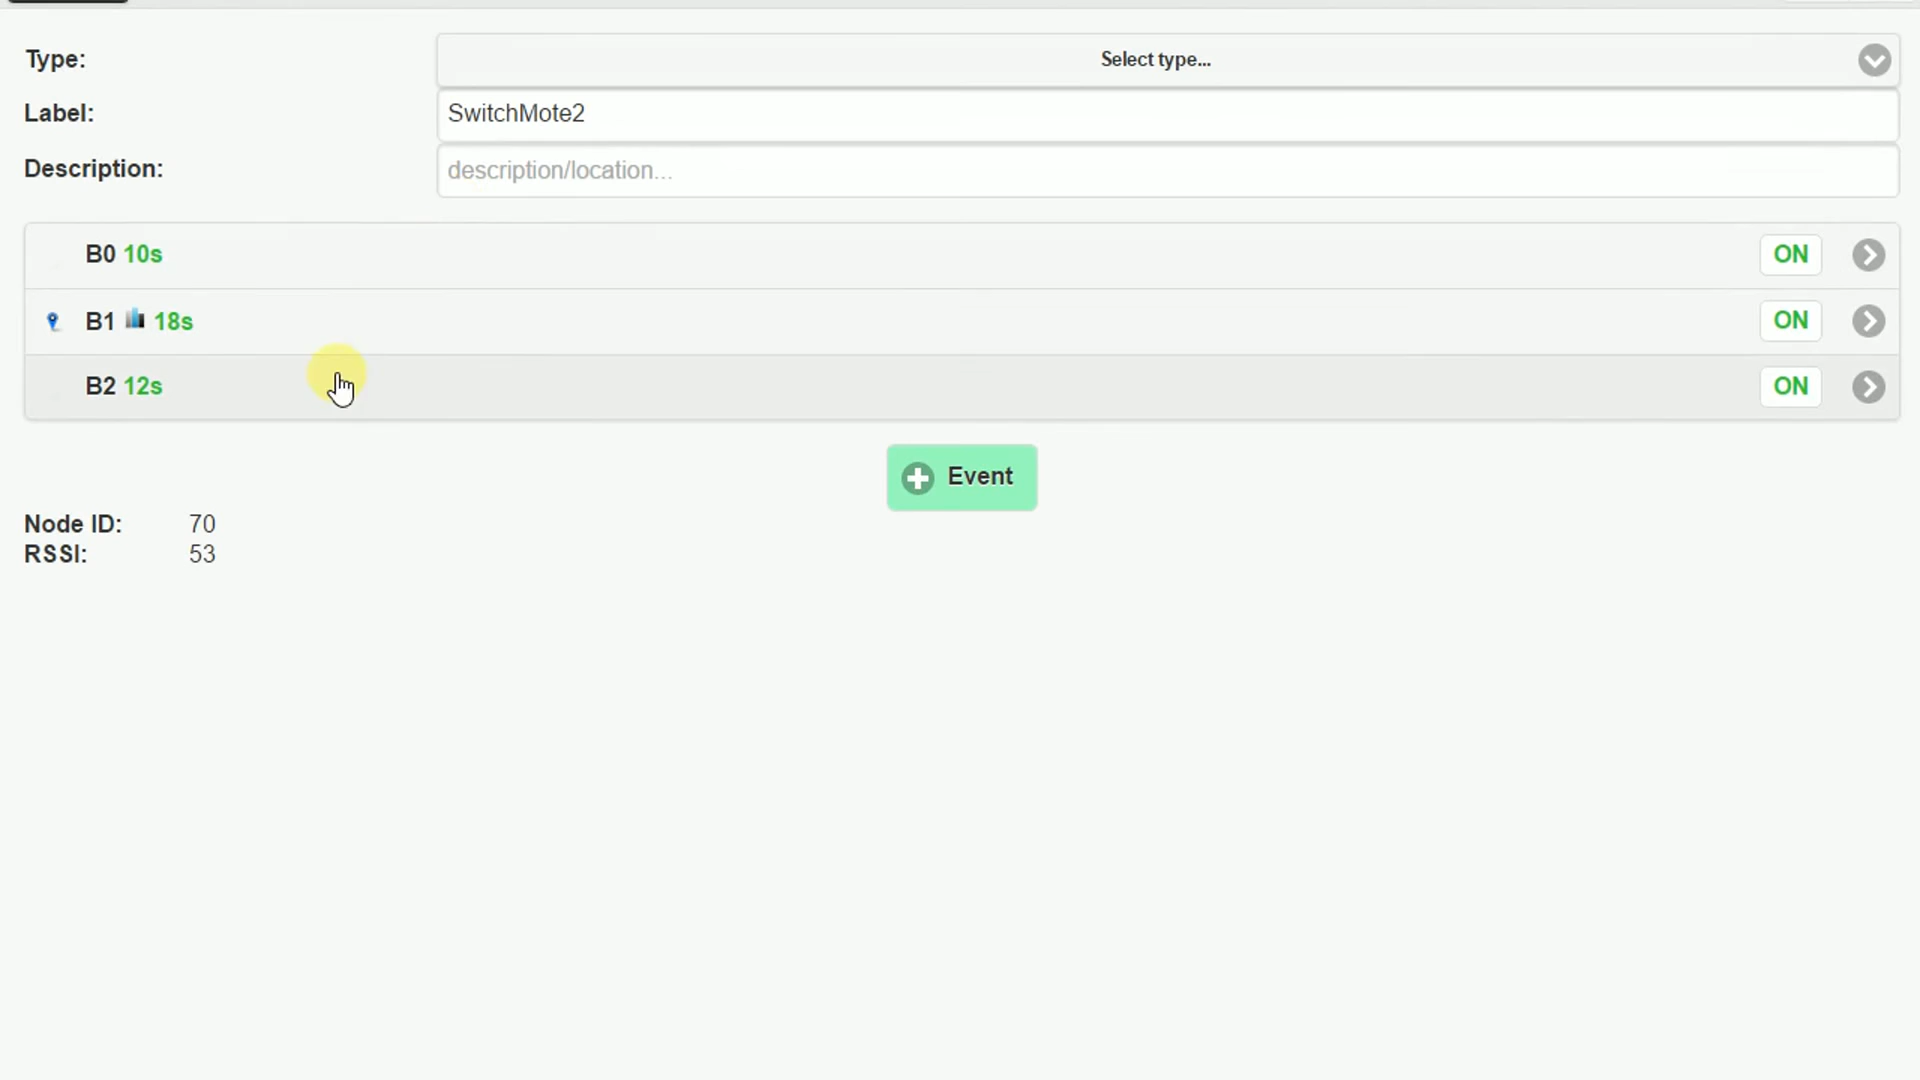 Type: Select type...
Label: SwitchMote2
Description: description/location...
B0 10s ON
B1 18s ON
B2 12s ON
Event
Node ID: 70
RSSI: 53